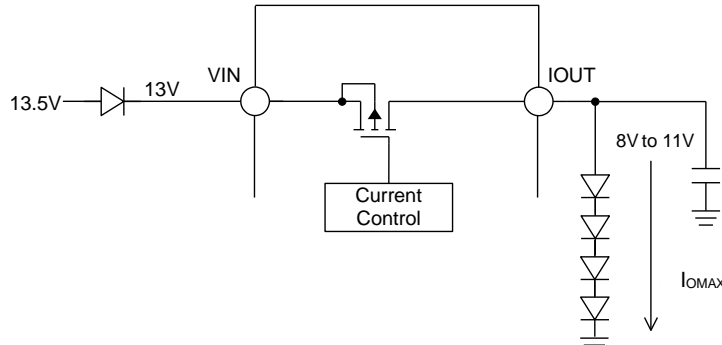 VIN
IOUT
13.5V
13V
8V to 11V
Current
Control
IOMAX